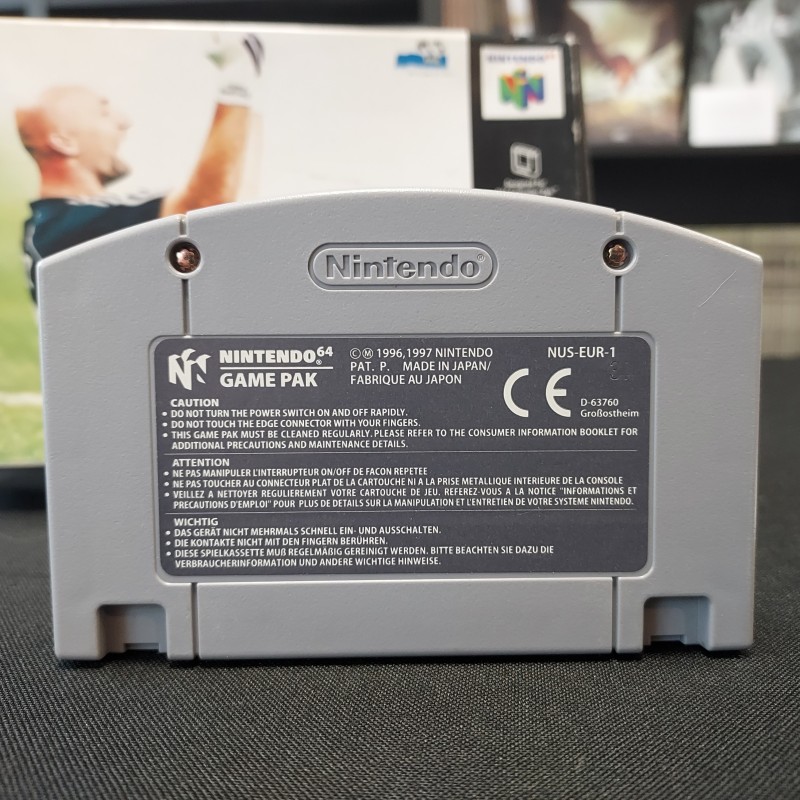 NINTENDO 64
Nintendo®
NINTENDO 64®
GAME PAK
©Ⓜ 1996,1997 NINTENDO
PAT. P. MADE IN JAPAN/
FABRIQUE AU JAPON
NUS-EUR-1
CE
D-63760
Großostheim
CAUTION
• DO NOT TURN THE POWER SWITCH ON AND OFF RAPIDLY.
• DO NOT TOUCH THE EDGE CONNECTOR WITH YOUR FINGERS.
• THIS GAME PAK MUST BE CLEANED REGULARLY. PLEASE REFER TO THE CONSUMER INFORMATION BOOKLET FOR
ADDITIONAL PRECAUTIONS AND MAINTENANCE DETAILS.
ATTENTION
• NE PAS MANIPULER L'INTERRUPTEUR ON/OFF DE FACON REPETEE
• NE PAS TOUCHER AU CONNECTEUR PLAT DE LA CARTOUCHE NI A LA PRISE METALLIQUE INTERIEURE DE LA CONSOLE
• VEILLEZ A NETTOYER REGULIEREMENT VOTRE CARTOUCHE DE JEU. REFEREZ-VOUS A LA NOTICE "INFORMATIONS ET
PRECAUTIONS D'EMPLOI" POUR PLUS DE DETAILS SUR LA MANIPULATION ET L'ENTRETIEN DE VOTRE SYSTEME NINTENDO.
WICHTIG
• DAS GERÄT NICHT MEHRMALS SCHNELL EIN- UND AUSSCHALTEN.
• DIE KONTAKTE NICHT MIT DEN FINGERN BERÜHREN.
• DIESE SPIELKASSETTE MUß REGELMÄßIG GEREINIGT WERDEN. BITTE BEACHTEN SIE DAZU DIE
VERBRAUCHERINFORMATION UND ANDERE WICHTIGE HINWEISE.